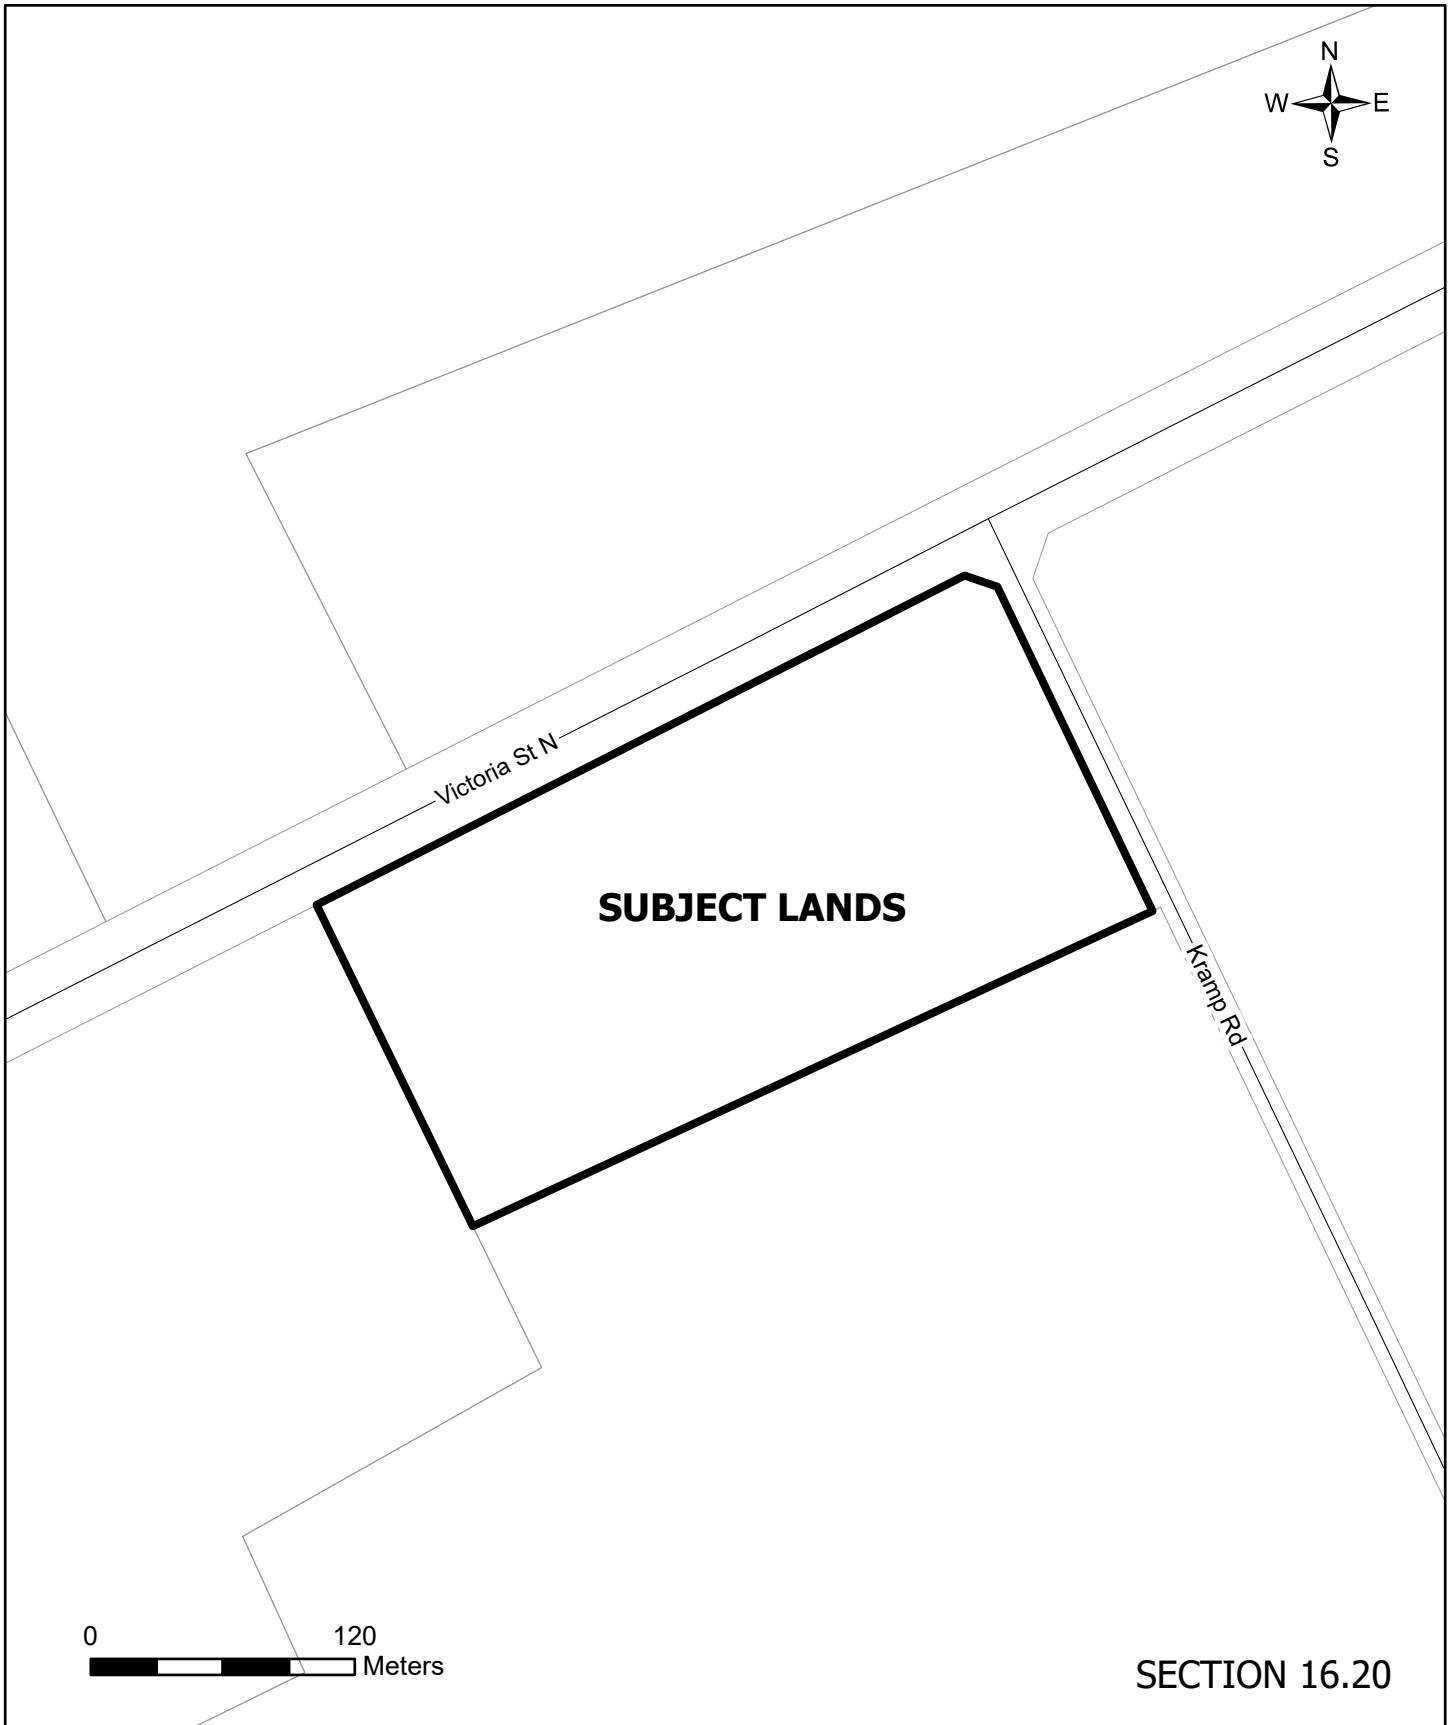 N
W E
S
Victoria St N
SUBJECT LANDS
Kramp Rd
0 120
Meters
SECTION 16.20